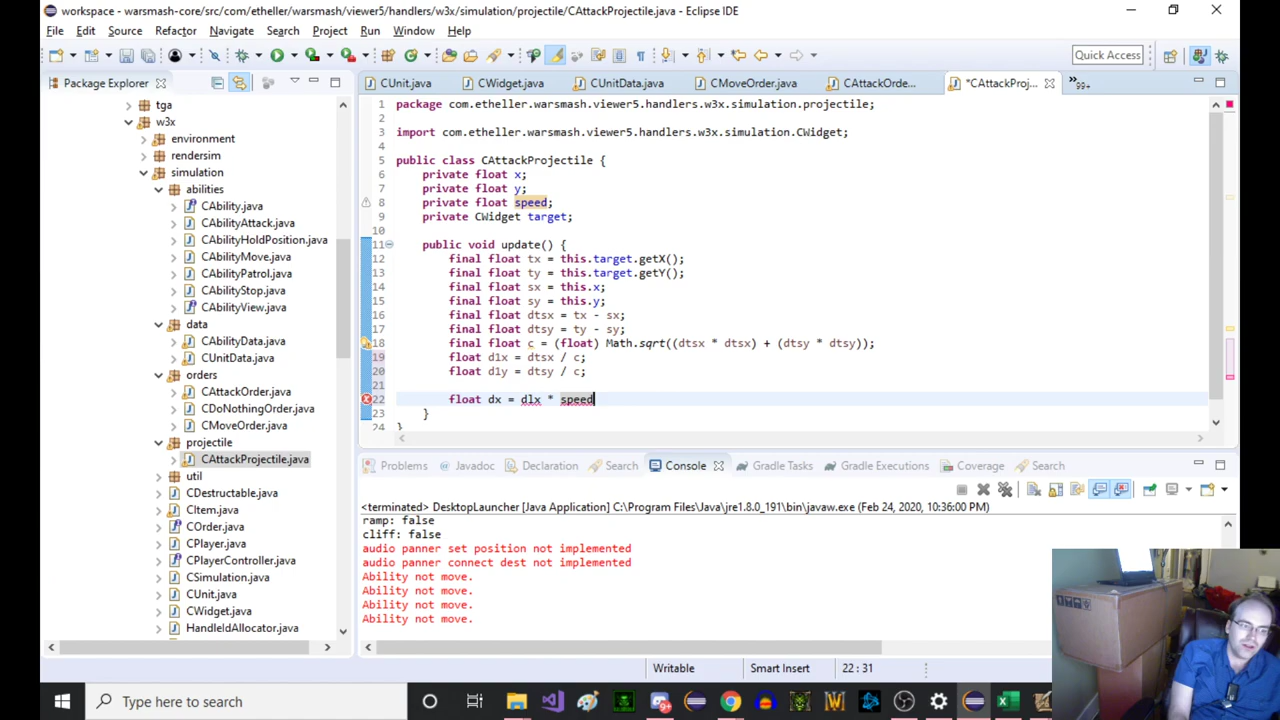 workspace - warsmash-core/src/com/etheller/warsmash/viewer5/handlers/w3x/simulation/projectile/CAttackProjectile.java - Eclipse IDE
File Edit Source Refactor Navigate Search Project Run Window Help
Quick Access
Package Explorer
CUnit.java CWidget.java CUnitData.java CMoveOrder.java CAttackOrde... *CAttackProj... »99+
tga
w3x
environment
rendersim
simulation
abilities
CAbility.java
CAbilityAttack.java
CAbilityHoldPosition.java
CAbilityMove.java
CAbilityPatrol.java
CAbilityStop.java
CAbilityView.java
data
CAbilityData.java
CUnitData.java
orders
CAttackOrder.java
CDoNothingOrder.java
CMoveOrder.java
projectile
CAttackProjectile.java
util
CDestructable.java
CItem.java
COrder.java
CPlayer.java
CPlayerController.java
CSimulation.java
CUnit.java
CWidget.java
HandleIdAllocator.java
1 package com.etheller.warsmash.viewer5.handlers.w3x.simulation.projectile;
2
3 import com.etheller.warsmash.viewer5.handlers.w3x.simulation.CWidget;
4
5 public class CAttackProjectile {
6 private float x;
7 private float y;
8 private float speed;
9 private CWidget target;
10
11 public void update() {
12 final float tx = this.target.getX();
13 final float ty = this.target.getY();
14 final float sx = this.x;
15 final float sy = this.y;
16 final float dtsx = tx - sx;
17 final float dtsy = ty - sy;
18 final float c = (float) Math.sqrt((dtsx * dtsx) + (dtsy * dtsy));
19 float d1x = dtsx / c;
20 float d1y = dtsy / c;
21
22 float dx = dlx * speed
23 }
24 }
Problems Javadoc Declaration Search Console Gradle Tasks Gradle Executions Coverage Search
<terminated> DesktopLauncher [Java Application] C:\Program Files\Java\jre1.8.0_191\bin\javaw.exe (Feb 24, 2020, 10:36:00 PM)
ramp: false
cliff: false
audio panner set position not implemented
audio panner connect dest not implemented
Ability not move.
Ability not move.
Ability not move.
Ability not move.
Writable Smart Insert 22 : 31
Type here to search